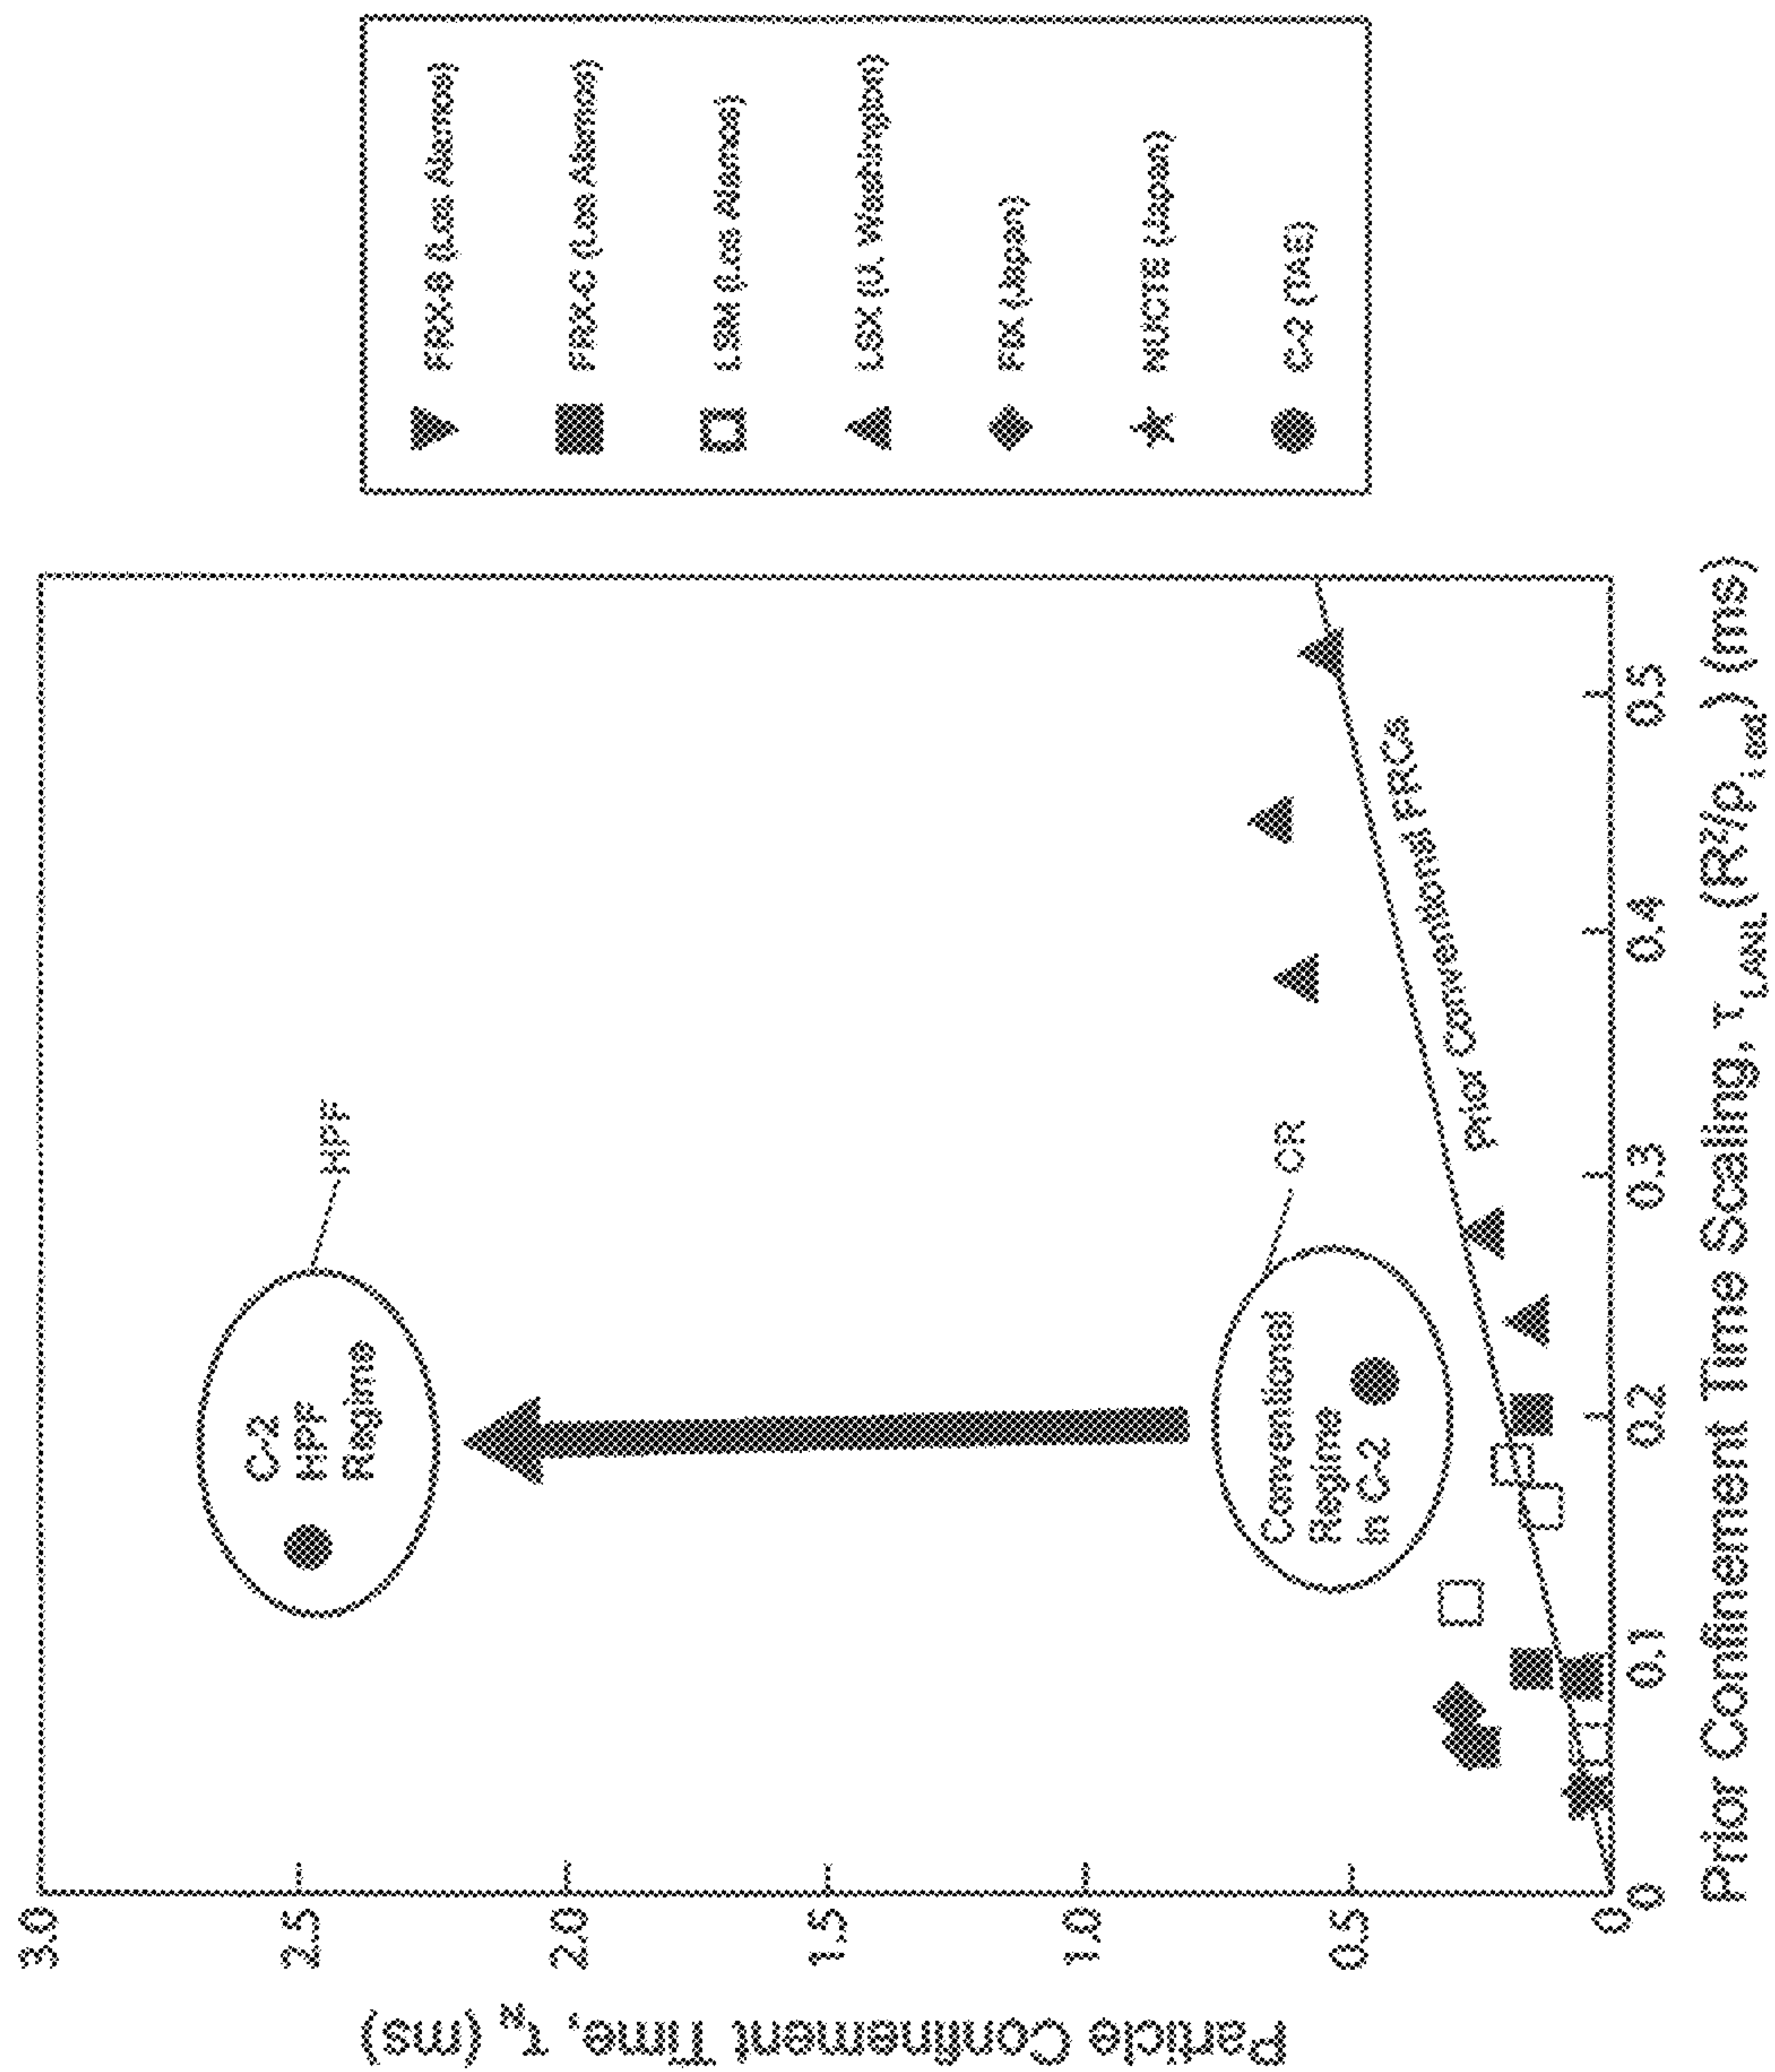 Particle Confinement Time, τN (ms)
3.0
2.5
2.0
1.5
1.0
0.5
0
C-2
HPF
Regime
HPF
Conventional
Regime
in C-2
CR
Prior Conventional FRCs
0
0.1
0.2
0.3
0.4
0.5
Prior Confinement Time Scaling, τLANL (R²/ρi ed) (ms)
FRX-B (Los Alamos)
FRX-C (Los Alamos)
LSM (Los Alamos)
LSX (U. Washington)
FIX (Japan)
NUCTE (Japan)
C-2 (TAE)